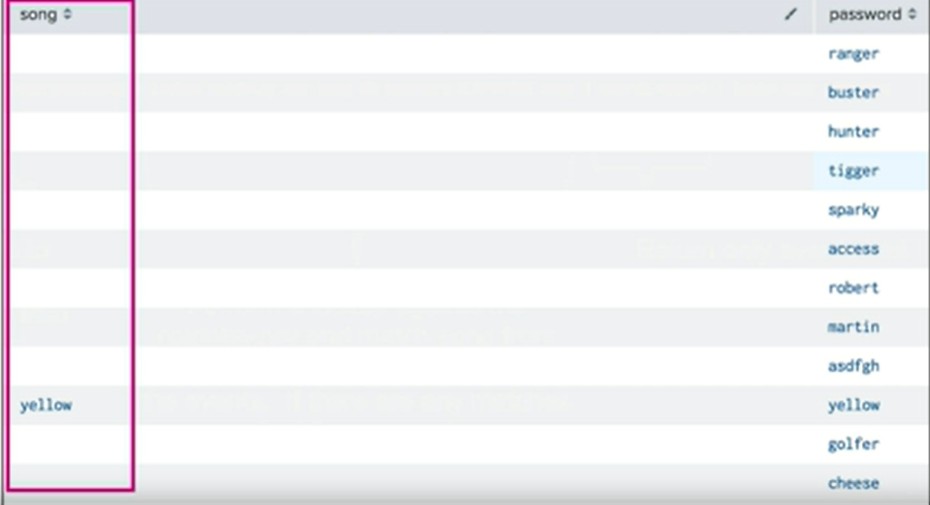 song password
ranger
buster
hunter
tigger
sparky
access
robert
martin
asdfgh
yellow yellow
golfer
cheese